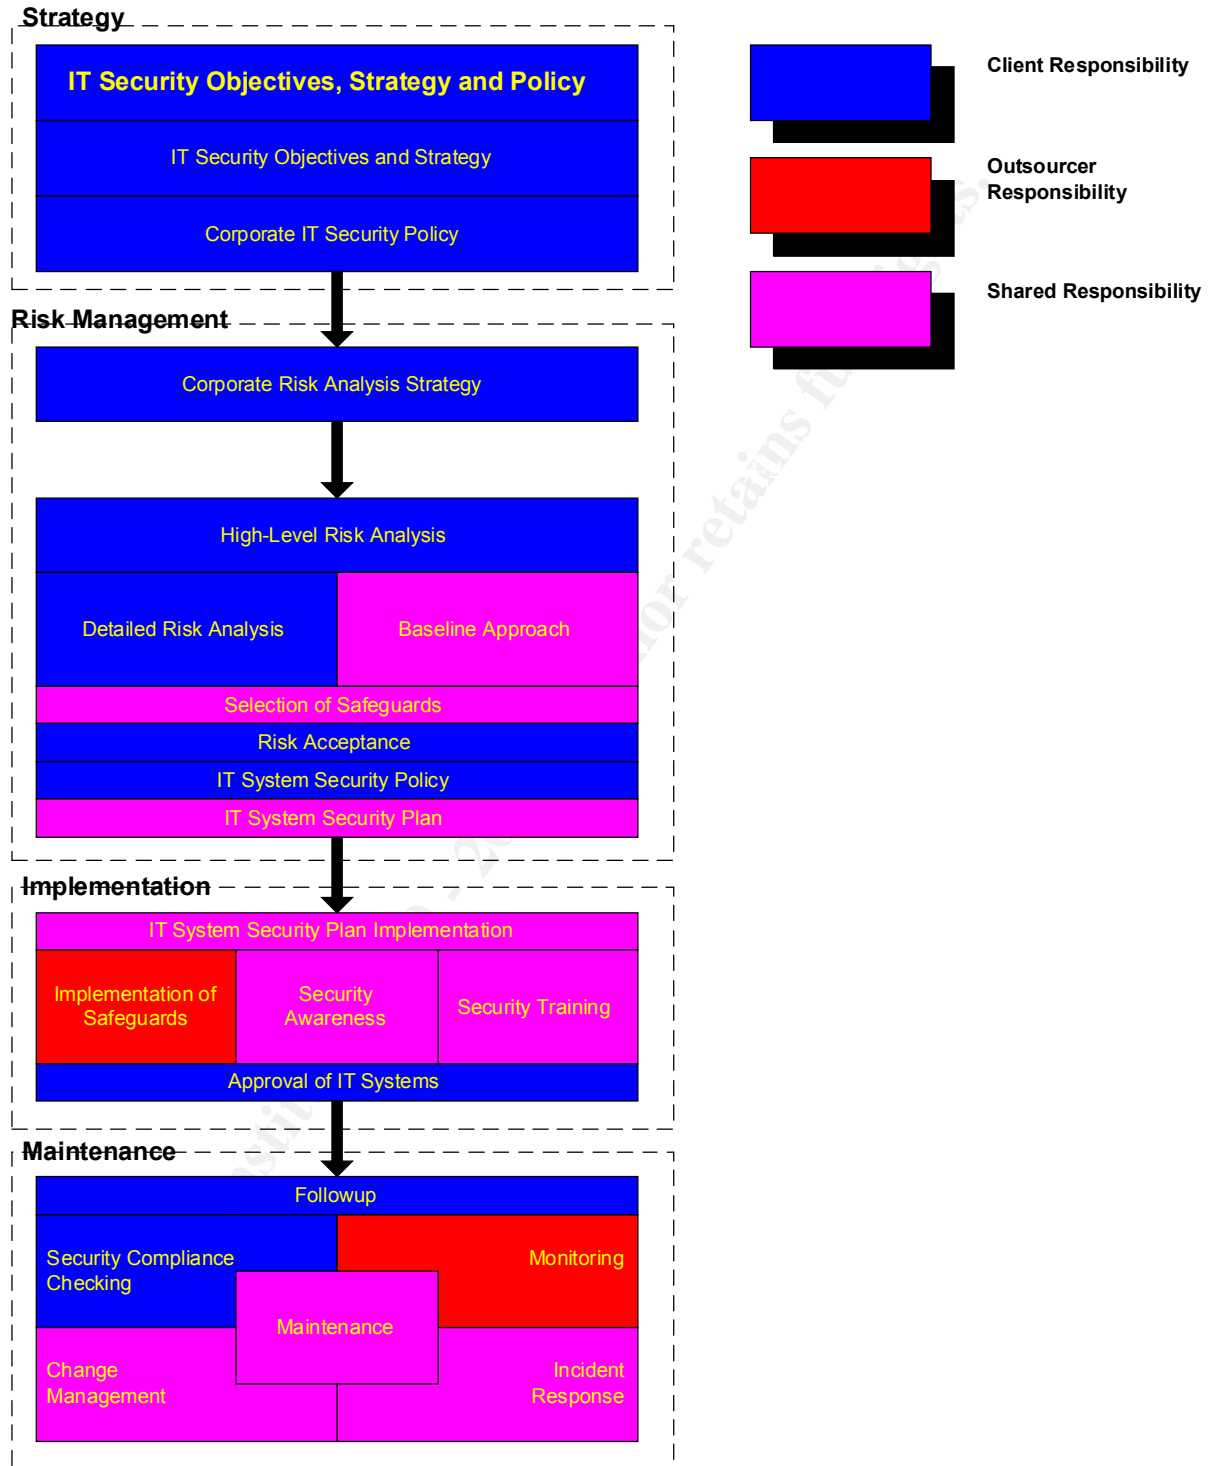 Strategy
IT Security Objectives, Strategy and Policy
IT Security Objectives and Strategy
Corporate IT Security Policy
Client Responsibility
Outsourcer
Responsibility
Shared Responsibility
Risk Management
Corporate Risk Analysis Strategy
High-Level Risk Analysis
Detailed Risk Analysis
Baseline Approach
Selection of Safeguards
Risk Acceptance
IT System Security Policy
IT System Security Plan
Implementation
IT System Security Plan Implementation
Implementation of
Safeguards
Security
Awareness
Security Training
Approval of IT Systems
Maintenance
Followup
Security Compliance
Checking
Monitoring
Maintenance
Change
Management
Incident
Response
retains